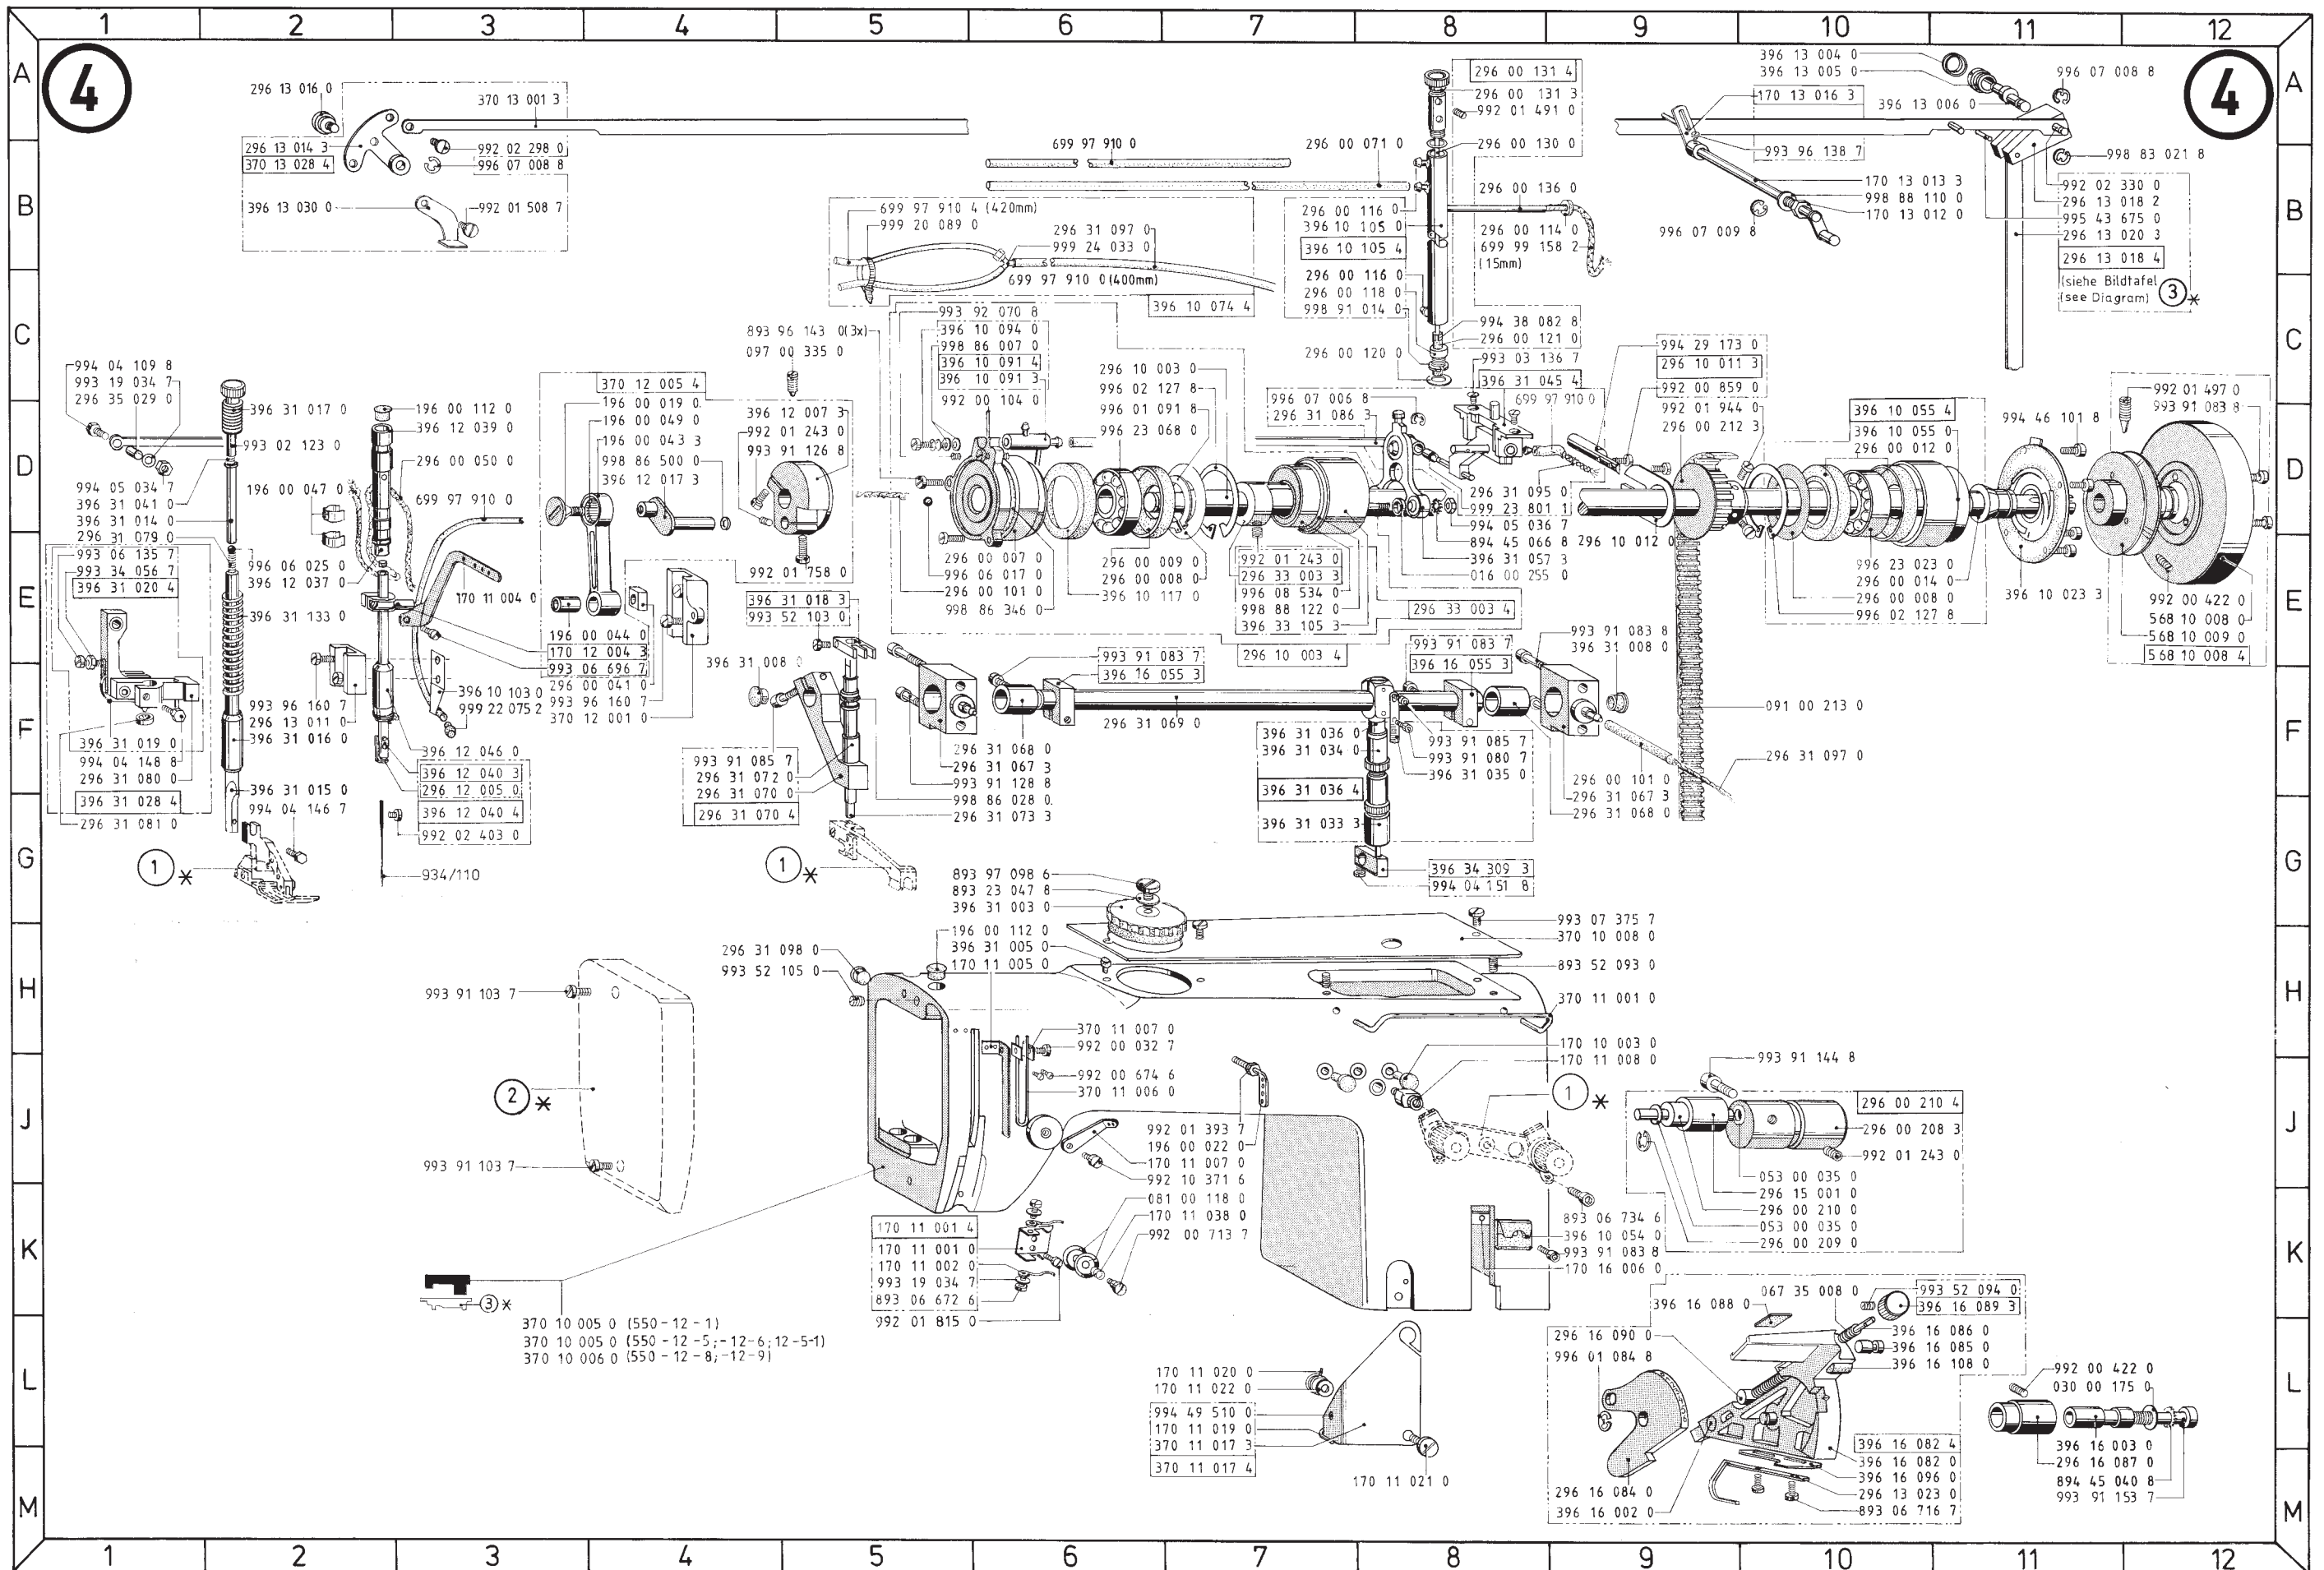 1 2 3 4 5 6 7 8 9 10 11 12
A
B
C
D
E
F
G
H
J
K
L
M
4
4
296 13 016 0
370 13 001 3
296 13 014 3
370 13 028 4
992 02 298 0
996 07 008 8
396 13 030 0
992 01 508 7
699 97 910 0
296 00 071 0
699 97 910 4 (420mm)
999 20 089 0
296 31 097 0
999 24 033 0
699 97 910 0 (400mm)
396 10 074 4
296 00 131 4
296 00 131 3
992 01 491 0
296 00 130 0
296 00 136 0
296 00 116 0
396 10 105 0
396 10 105 4
296 00 114 0
699 99 158 2
(15mm)
296 00 116 0
296 00 118 0
998 91 014 0
994 38 082 8
296 00 121 0
296 00 120 0
993 03 136 7
396 31 045 4
699 97 910 0
396 13 004 0
396 13 005 0
170 13 016 3
396 13 006 0
996 07 008 8
993 96 138 7
998 83 021 8
170 13 013 3
998 88 110 0
170 13 012 0
996 07 009 8
992 02 330 0
296 13 018 2
995 43 675 0
296 13 020 3
296 13 018 4
(siehe Bildtafel
(see Diagram) 3 *
994 04 109 8
993 19 034 7
296 35 029 0
396 31 017 0
993 02 123 0
994 05 034 7
396 31 041 0
396 31 014 0
296 31 079 0
993 06 135 7
993 34 056 7
396 31 020 4
396 31 019 0
994 04 148 8
296 31 080 0
396 31 028 4
296 31 081 0
196 00 112 0
396 12 039 0
296 00 050 0
196 00 047 0
699 97 910 0
996 06 025 0
396 12 037 0
170 11 004 0
396 31 133 0
993 96 160 7
296 13 011 0
396 31 016 0
396 10 103 0
999 22 075 2
396 12 046 0
396 12 040 3
296 12 005 0
396 12 040 4
992 02 403 0
396 31 015 0
994 04 146 7
1 *
934/110
370 12 005 4
196 00 019 0
196 00 049 0
196 00 043 3
998 86 500 0
396 12 017 3
893 96 143 0(3x)
097 00 335 0
396 12 007 3
992 01 243 0
993 91 126 8
992 01 758 0
196 00 044 0
170 12 004 3
993 06 696 7
296 00 041 0
993 96 160 7
370 12 001 0
396 31 018 3
993 52 103 0
396 31 008 0
993 91 085 7
296 31 072 0
296 31 070 0
296 31 070 4
1 *
993 92 070 8
396 10 094 0
998 86 007 0
396 10 091 4
396 10 091 3
992 00 104 0
296 10 003 0
996 02 127 8
996 01 091 8
996 23 068 0
296 00 007 0
996 06 017 0
296 00 101 0
998 86 346 0
296 00 009 0
296 00 008 0
396 10 117 0
992 01 243 0
296 33 003 3
996 08 534 0
998 88 122 0
396 33 105 3
296 33 003 4
296 10 003 4
996 07 006 8
296 31 086 3
296 31 095 0
999 23 801 1
994 05 036 7
894 45 066 8
396 31 057 3
016 00 255 0
994 29 173 0
296 10 011 3
992 00 859 0
992 01 944 0
296 00 212 3
296 10 012 0
396 10 055 4
396 10 055 0
296 00 012 0
994 46 101 8
992 01 497 0
993 91 083 8
996 23 023 0
296 00 014 0
296 00 008 0
996 02 127 8
396 10 023 3
992 00 422 0
568 10 008 0
568 10 009 0
568 10 008 4
993 91 083 7
396 16 055 3
296 31 069 0
296 31 068 0
296 31 067 3
993 91 128 8
998 86 028 0
296 31 073 3
993 91 083 7
396 16 055 3
993 91 083 8
396 31 008 0
396 31 036 0
396 31 034 0
993 91 085 7
993 91 080 7
396 31 035 0
396 31 036 4
396 31 033 3
396 34 309 3
994 04 151 8
091 00 213 0
296 31 097 0
296 00 101 0
296 31 067 3
296 31 068 0
893 97 098 6
893 23 047 8
396 31 003 0
196 00 112 0
396 31 005 0
170 11 005 0
296 31 098 0
993 52 105 0
993 07 375 7
370 10 008 0
893 52 093 0
370 11 001 0
993 91 103 7
2 *
993 91 103 7
370 11 007 0
992 00 032 7
992 00 674 6
370 11 006 0
992 01 393 7
196 00 022 0
170 11 007 0
992 10 371 6
081 00 118 0
170 11 038 0
992 00 713 7
170 10 003 0
170 11 008 0
1 *
893 06 734 6
396 10 054 0
993 91 083 8
170 16 006 0
993 91 144 8
296 00 210 4
296 00 208 3
992 01 243 0
053 00 035 0
296 15 001 0
296 00 210 0
053 00 035 0
296 00 209 0
170 11 001 4
170 11 001 0
170 11 002 0
993 19 034 7
893 06 672 6
992 01 815 0
3 *
370 10 005 0 (550-12-1)
370 10 005 0 (550-12-5;-12-6;12-5-1)
370 10 006 0 (550-12-8;-12-9)
170 11 020 0
170 11 022 0
994 49 510 0
170 11 019 0
370 11 017 3
370 11 017 4
170 11 021 0
067 35 008 0
396 16 088 0
993 52 094 0
396 16 089 3
296 16 090 0
996 01 084 8
396 16 086 0
396 16 085 0
396 16 108 0
396 16 082 4
396 16 082 0
396 16 096 0
296 13 023 0
893 06 716 7
296 16 084 0
396 16 002 0
992 00 422 0
030 00 175 0
396 16 003 0
296 16 087 0
894 45 040 8
993 91 153 7
A
B
C
D
E
F
G
H
J
K
L
M
1 2 3 4 5 6 7 8 9 10 11 12